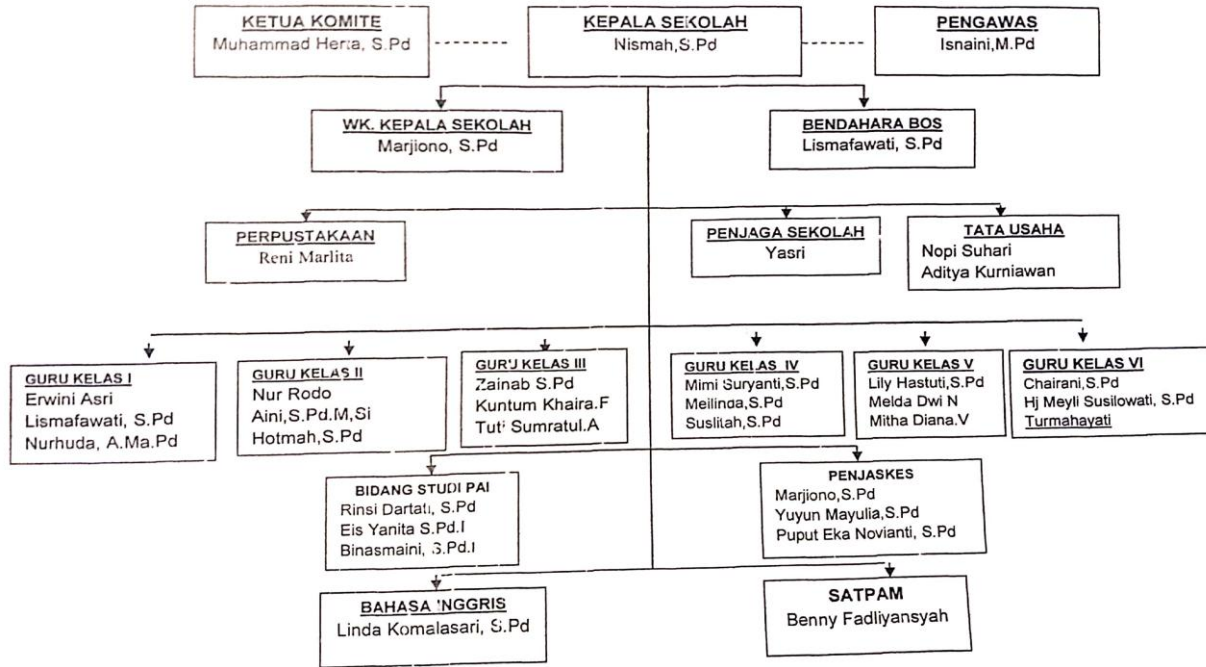 KETUA KOMITE
Muhammad Herza, S.Pd
KEPALA SEKOLAH
Nismah,S.Pd
PENGAWAS
Isnaini,M.Pd
WK. KEPALA SEKOLAH
Marjiono, S.Pd
BENDAHARA BOS
Lismafawati, S.Pd
PERPUSTAKAAN
Reni Marlita
PENJAGA SEKOLAH
Yasri
TATA USAHA
Nopi Suhari
Aditya Kurniawan
GURU KELAS I
Erwini Asri
Lismafawati, S.Pd
Nurhuda, A.Ma.Pd
GURU KELAS II
Nur Rodo
Aini,S.Pd.M,Si
Hotmah,S.Pd
GURU KELAS III
Zainab S.Pd
Kuntum Khaira.F
Tuti Sumratul.A
GURU KELAS IV
Mimi Suryanti,S.Pd
Meilinda,S.Pd
Suslitah,S.Pd
GURU KELAS V
Lily Hastuti,S.Pd
Melda Dwi N
Mitha Diana.V
GURU KELAS VI
Chairani,S.Pd
Hj Meyli Susilowati, S.Pd
Turmahayati
BIDANG STUDI PAI
Rinsi Dartati, S.Pd
Eis Yanita S.Pd.I
Binasmaini, S.Pd.I
PENJASKES
Marjiono,S.Pd
Yuyun Mayulia,S.Pd
Puput Eka Novianti, S.Pd
BAHASA INGGRIS
Linda Komalasari, S.Pd
SATPAM
Benny Fadliyansyah